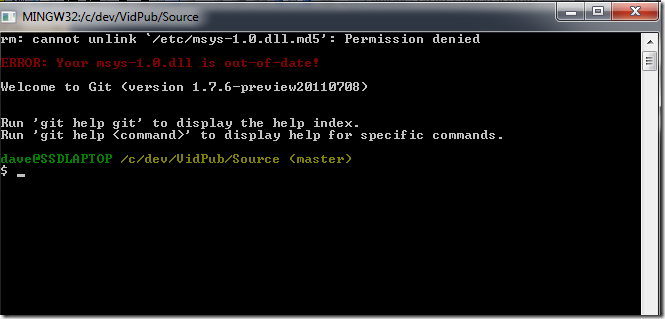 MINGW32:/c/dev/VidPub/Source
rm: cannot unlink `/etc/msys-1.0.dll.md5': Permission denied
ERROR: Your msys-1.0.dll is out-of-date!
Welcome to Git (version 1.7.6-preview20110708)
Run 'git help git' to display the help index.
Run 'git help <command>' to display help for specific commands.
dave@SSDLAPTOP /c/dev/VidPub/Source (master)
$ _